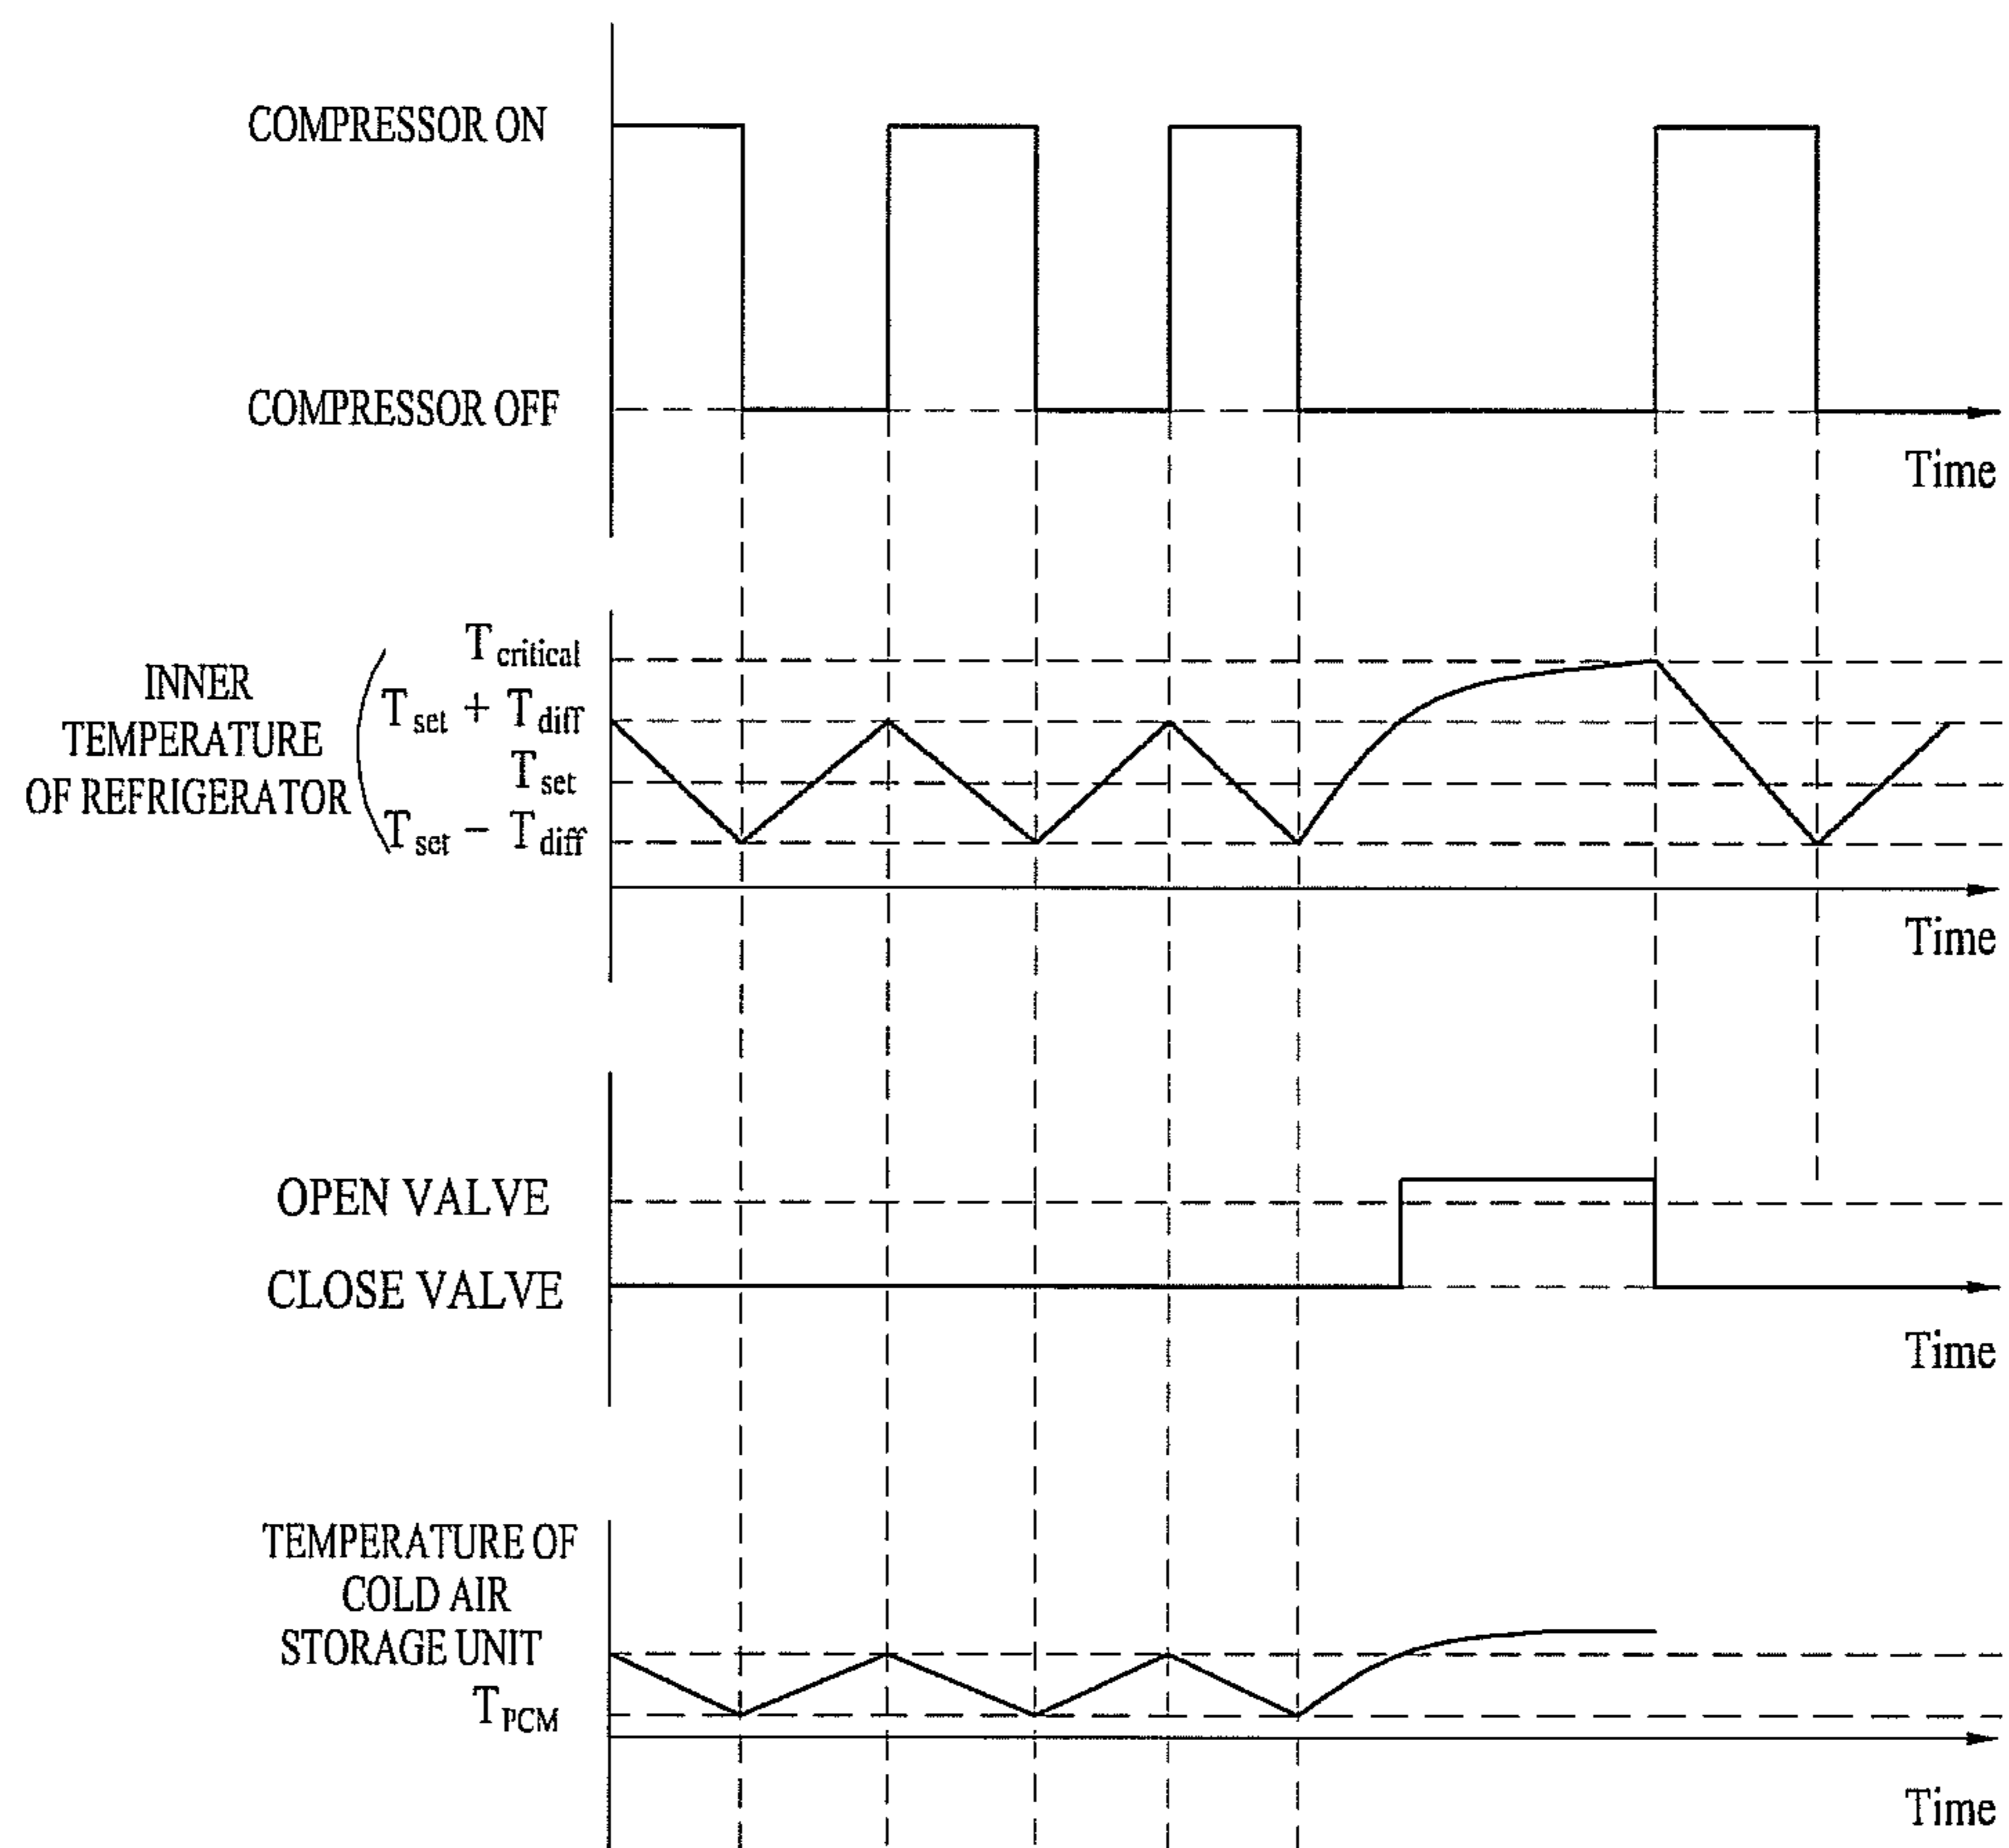 COMPRESSOR ON
COMPRESSOR OFF
Time
INNER
TEMPERATURE
OF REFRIGERATOR
T critical
T set + T diff
T set
T set − T diff
Time
OPEN VALVE
CLOSE VALVE
Time
TEMPERATURE OF
COLD AIR
STORAGE UNIT
T PCM
Time